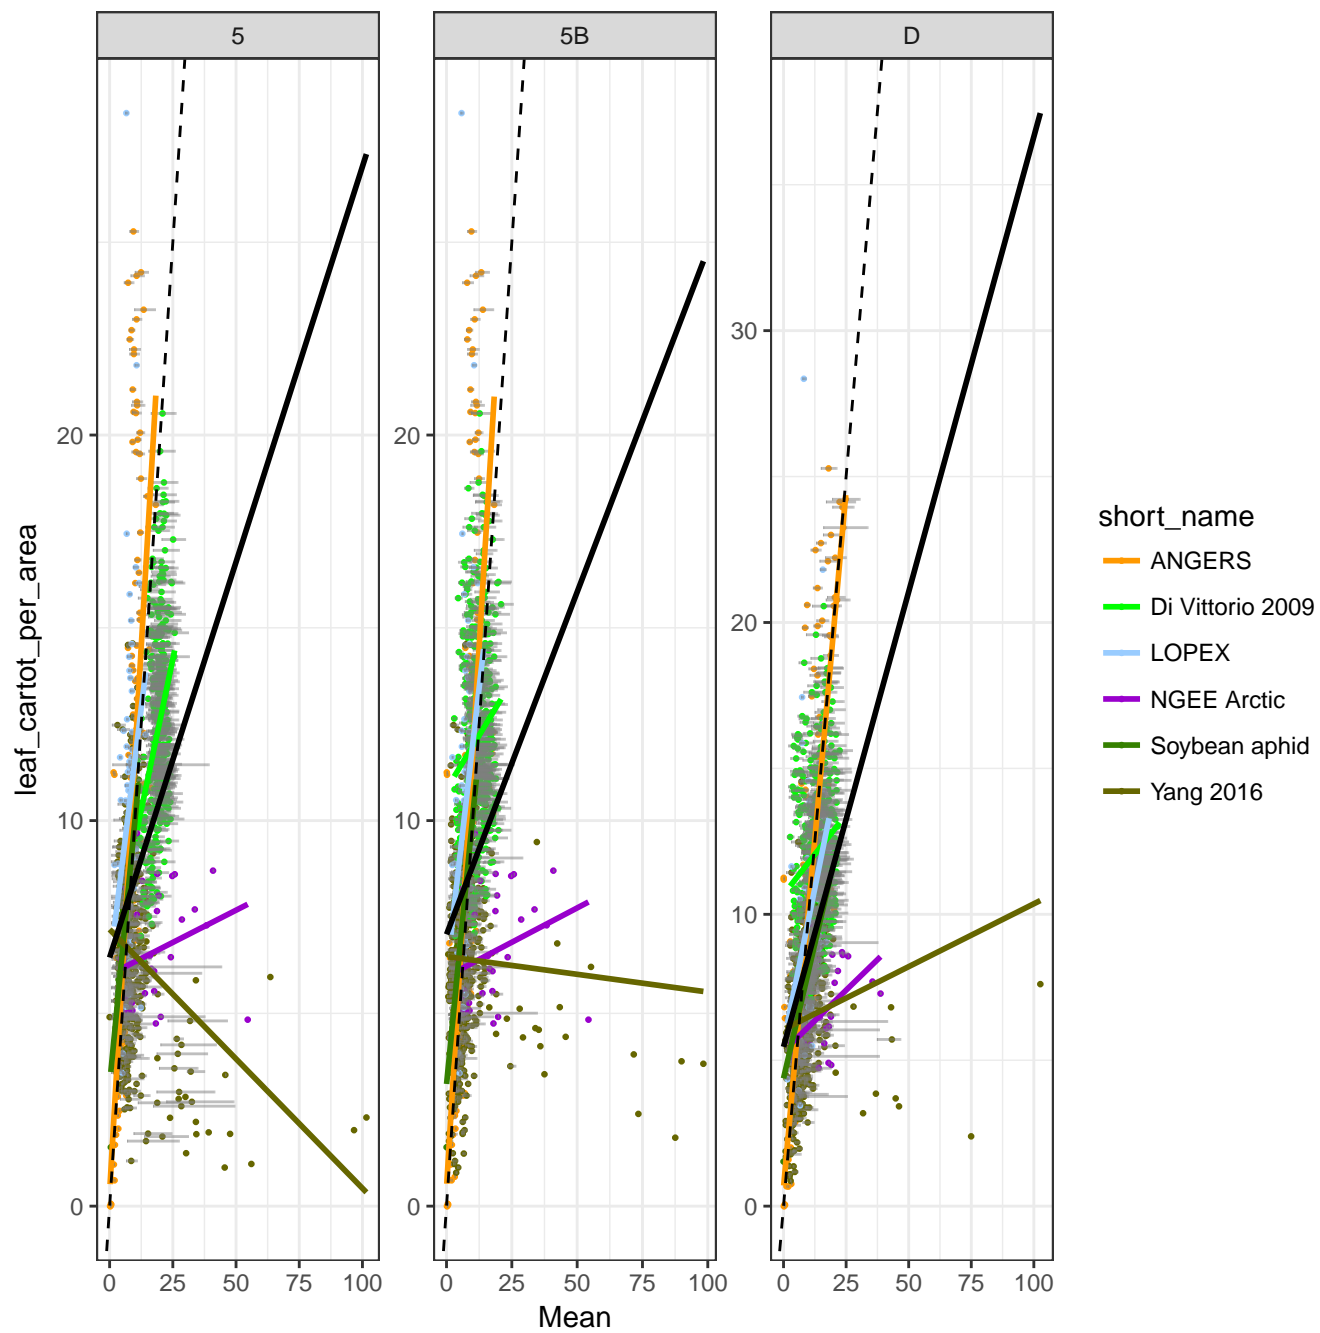 5
5B
D
leaf_cartot_per_area
20
10
0
20
10
0
30
20
10
0
0 25 50 75 100
0 25 50 75 100
0 25 50 75 100
Mean
short_name
ANGERS
Di Vittorio 2009
LOPEX
NGEE Arctic
Soybean aphid
Yang 2016